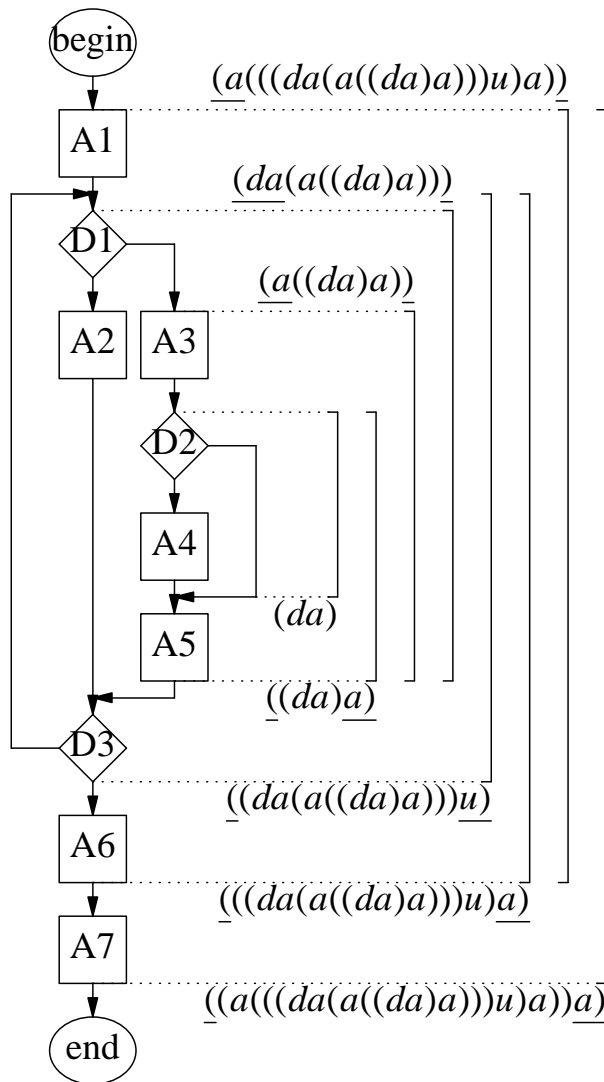 begin
(a(((da(a((da)a)))u)a))
A1
(da(a((da)a)))
D1
(a((da)a))
A2 A3
D2
A4
(da)
A5
((da)a)
D3
((da(a((da)a)))u)
A6
(((da(a((da)a)))u)a)
A7
((a(((da(a((da)a)))u)a))a)
end